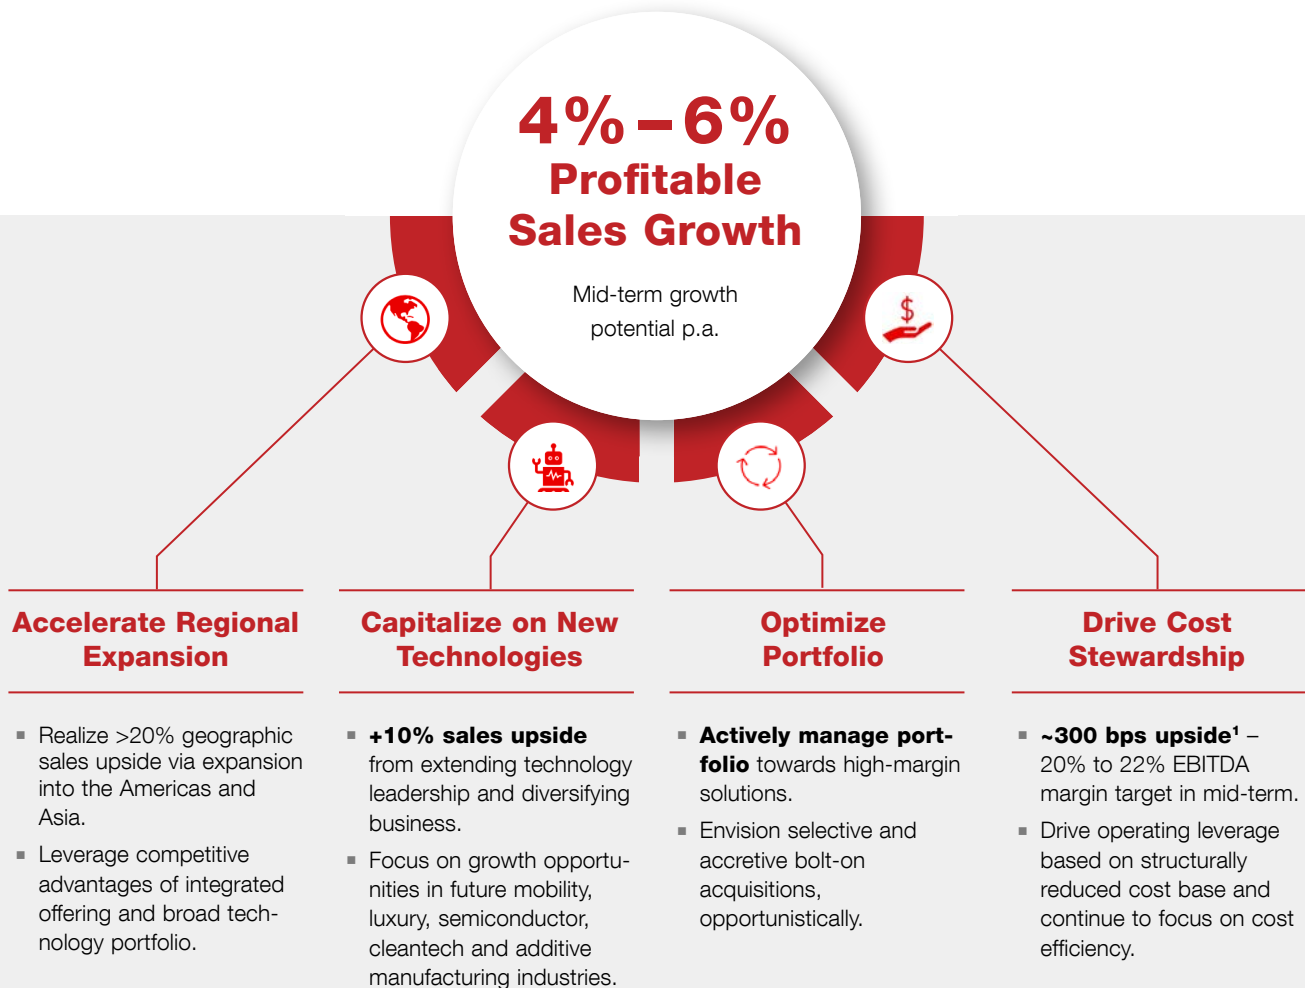 4% – 6%
Profitable
Sales Growth
Mid-term growth
potential p.a.
$
Accelerate Regional
Expansion
▪ Realize >20% geographic
sales upside via expansion
into the Americas and
Asia.
▪ Leverage competitive
advantages of integrated
offering and broad tech-
nology portfolio.
Capitalize on New
Technologies
▪ +10% sales upside
from extending technology
leadership and diversifying
business.
▪ Focus on growth opportu-
nities in future mobility,
luxury, semiconductor,
cleantech and additive
manufacturing industries.
Optimize
Portfolio
▪ Actively manage port-
folio towards high-margin
solutions.
▪ Envision selective and
accretive bolt-on
acquisitions,
opportunistically.
Drive Cost
Stewardship
▪ ~300 bps upside¹ –
20% to 22% EBITDA
margin target in mid-term.
▪ Drive operating leverage
based on structurally
reduced cost base and
continue to focus on cost
efficiency.